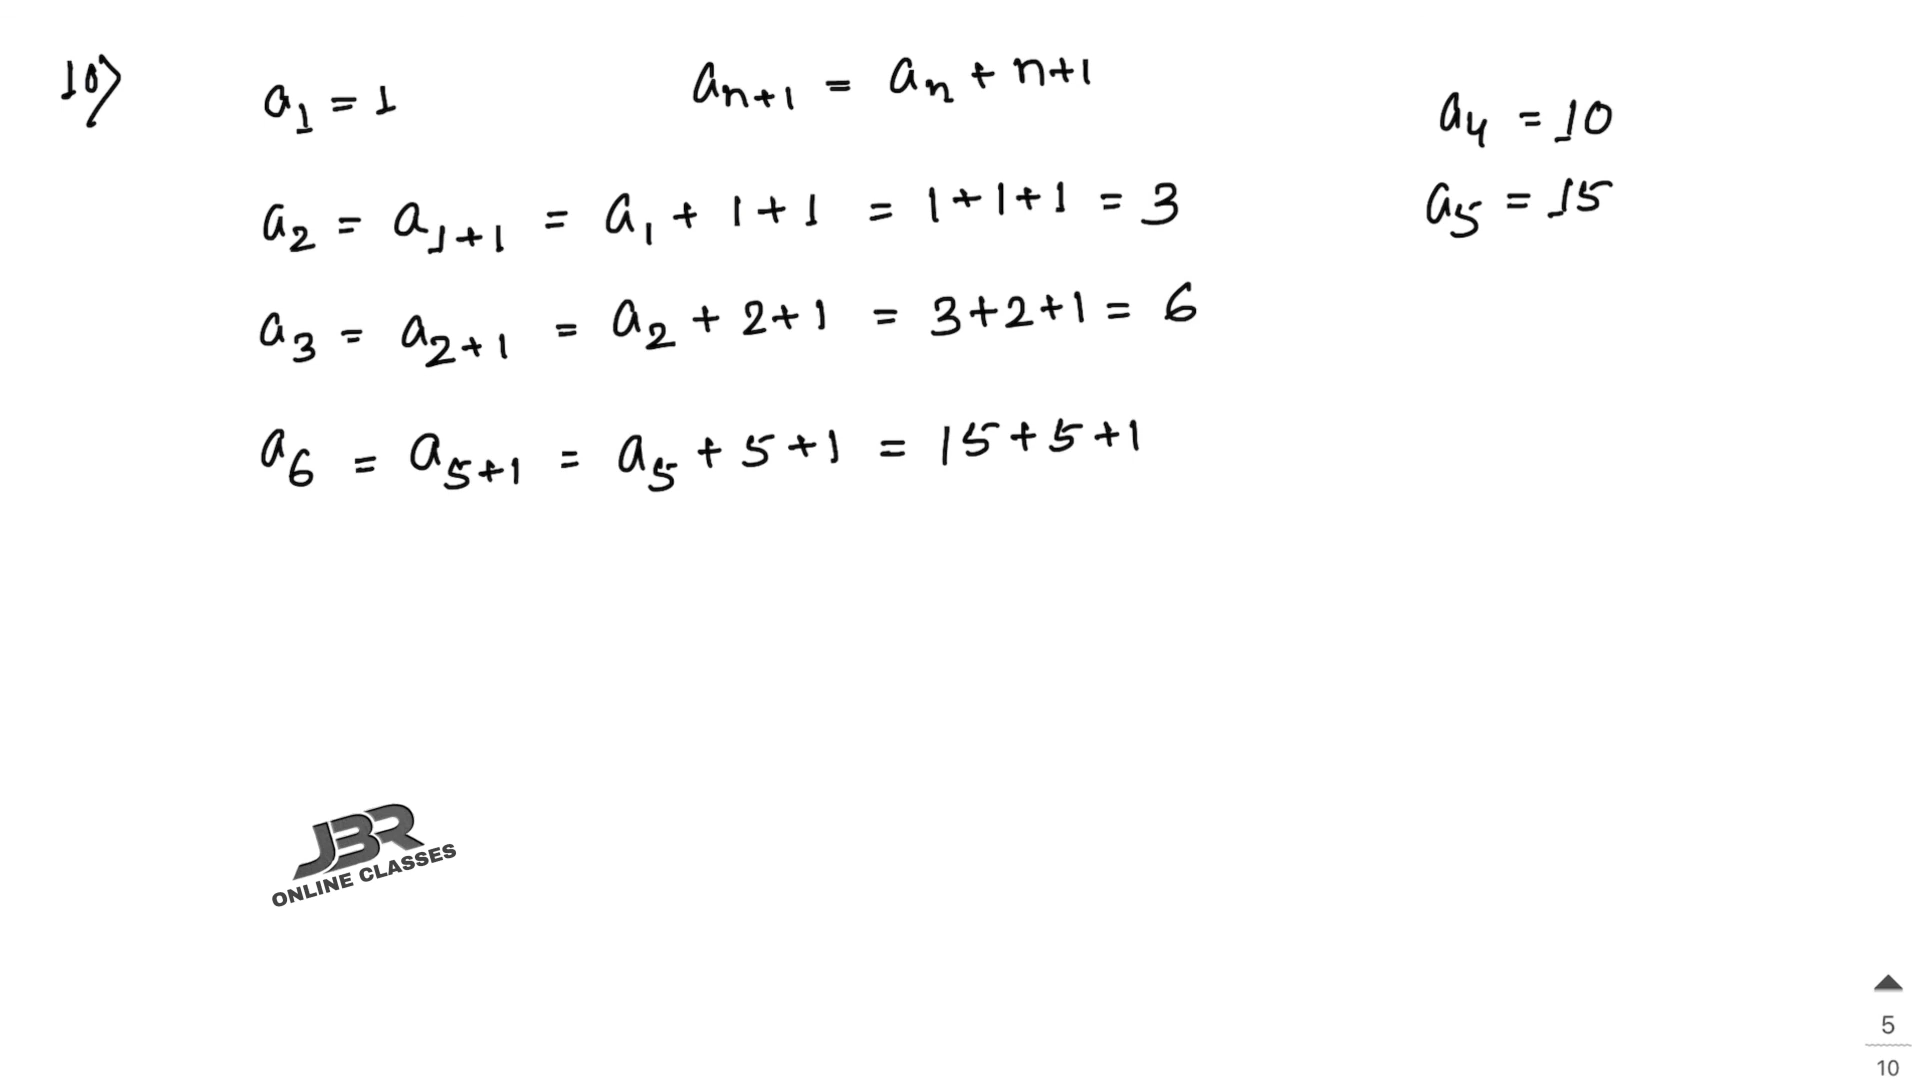 10)
a₁ = 1
aₙ₊₁ = aₙ + n+1
a₂ = a₁₊₁ = a₁ + 1+1 = 1+1+1 = 3
a₃ = a₂₊₁ = a₂ + 2+1 = 3+2+1 = 6
a₆ = a₅₊₁ = a₅ + 5+1 = 15+5+1
a₄ = 10
a₅ = 15
JBR
ONLINE CLASSES
5
10